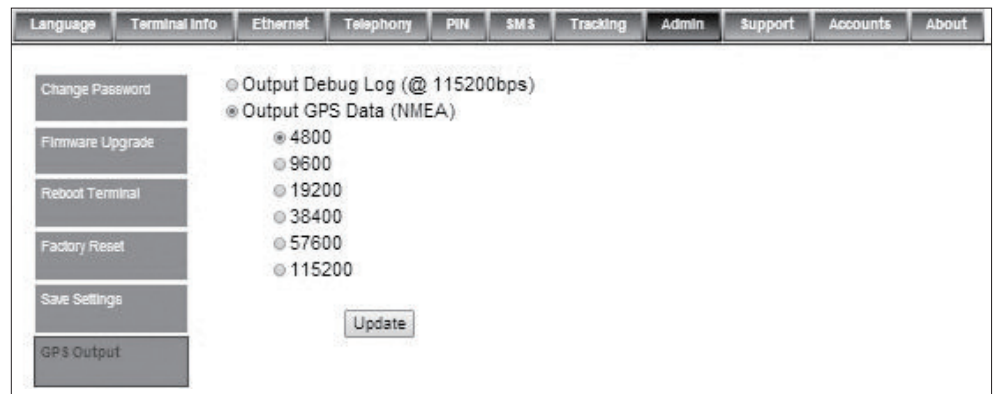 Language Terminal Info Ethernet Telephony PIN SMS Tracking Admin Support Accounts About
Change Password
Firmware Upgrade
Reboot Terminal
Factory Reset
Save Settings
GPS Output
Output Debug Log (@ 115200bps)
Output GPS Data (NMEA)
4800
9600
19200
38400
57600
115200
Update